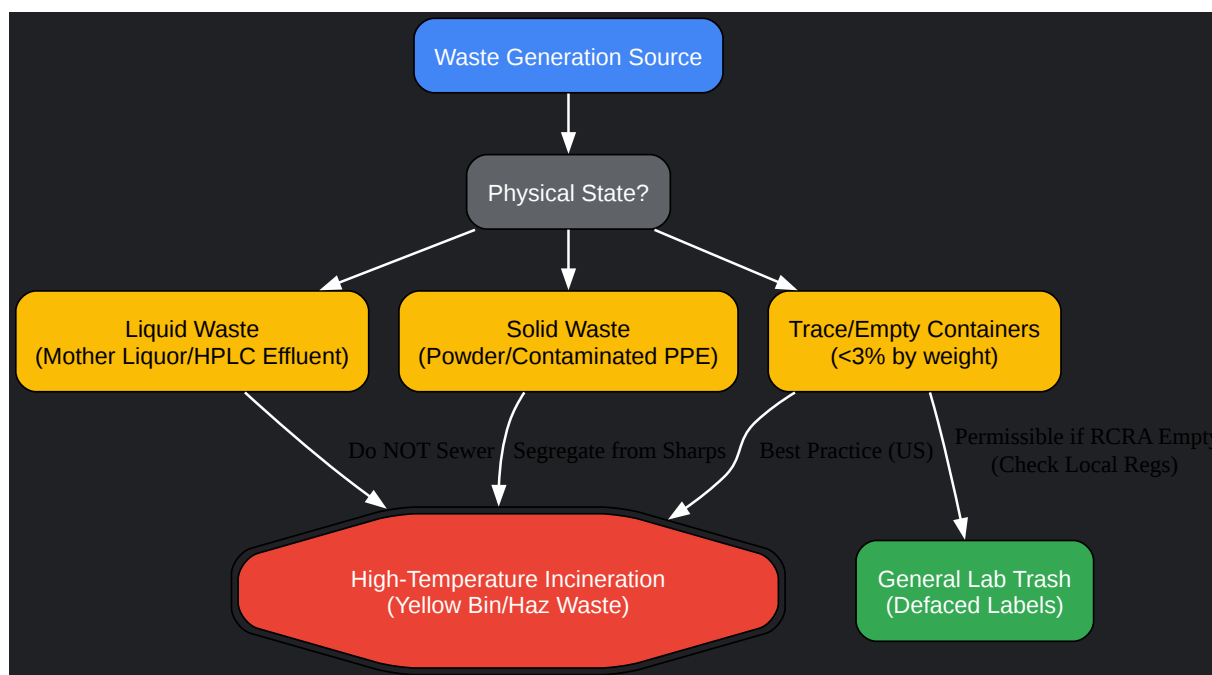 Waste Generation Source
Physical State?
Liquid Waste
(Mother Liquor/HPLC Effluent)
Solid Waste
(Powder/Contaminated PPE)
Trace/Empty Containers
(<3% by weight)
Do NOT Sewer
Segregate from Sharps
Best Practice (US)
Permissible if RCRA Empty
(Check Local Regs)
High-Temperature Incineration
(Yellow Bin/Haz Waste)
General Lab Trash
(Defaced Labels)